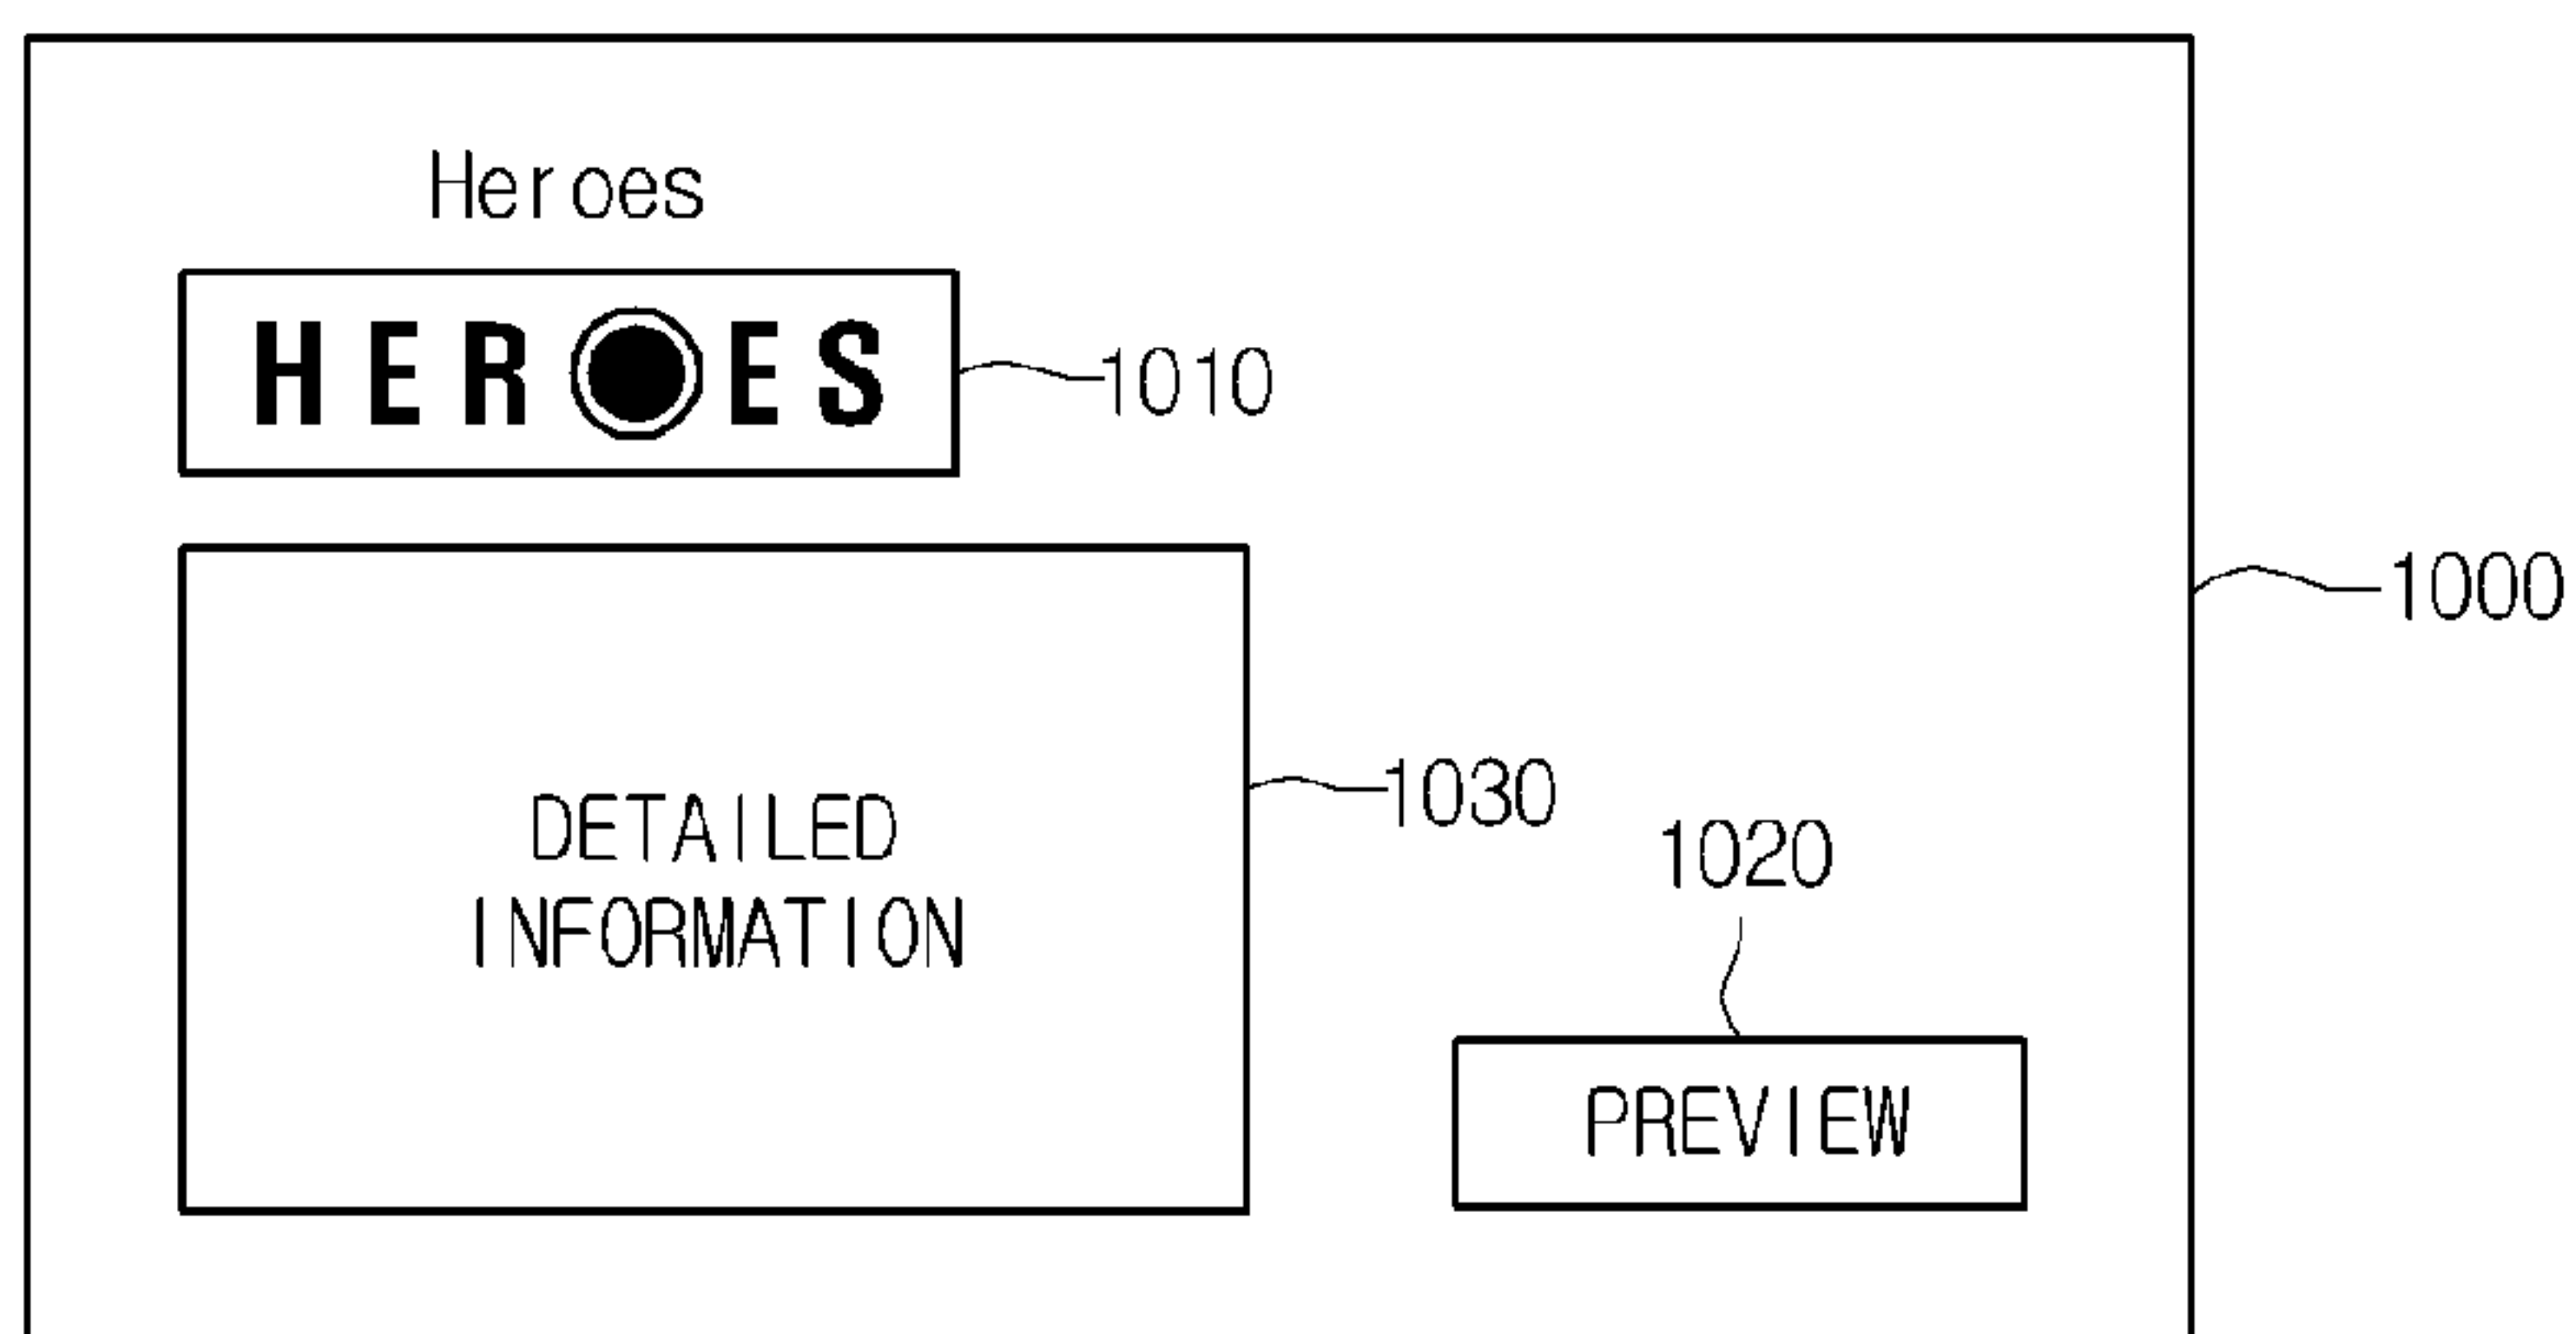 Heroes
HEROES
1010
1000
DETAILED
INFORMATION
1030
1020
PREVIEW